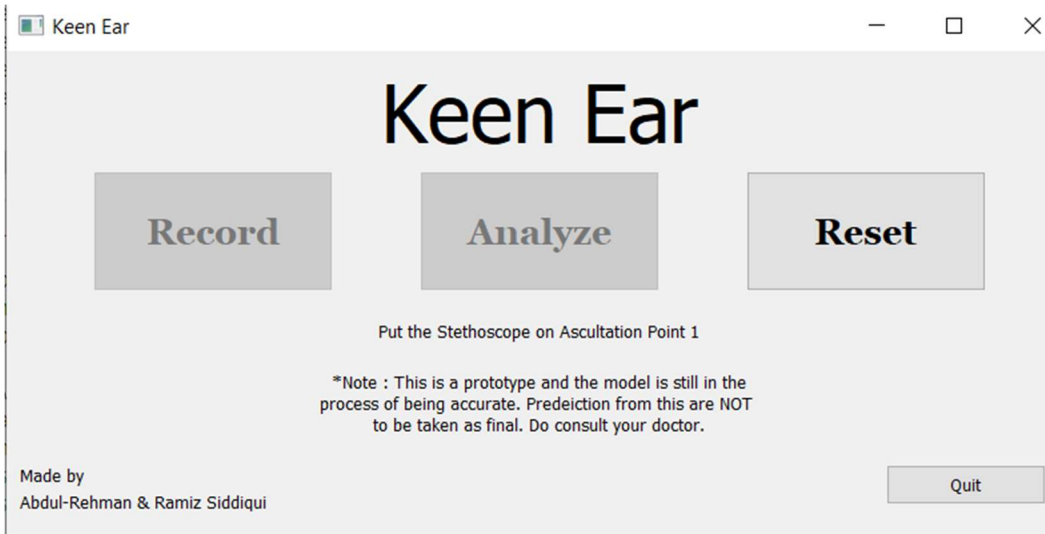 Keen Ear
Keen Ear
Record
Analyze
Reset
Put the Stethoscope on Ascultation Point 1
*Note : This is a prototype and the model is still in the
process of being accurate. Predeiction from this are NOT
to be taken as final. Do consult your doctor.
Made by
Abdul-Rehman & Ramiz Siddiqui
Quit